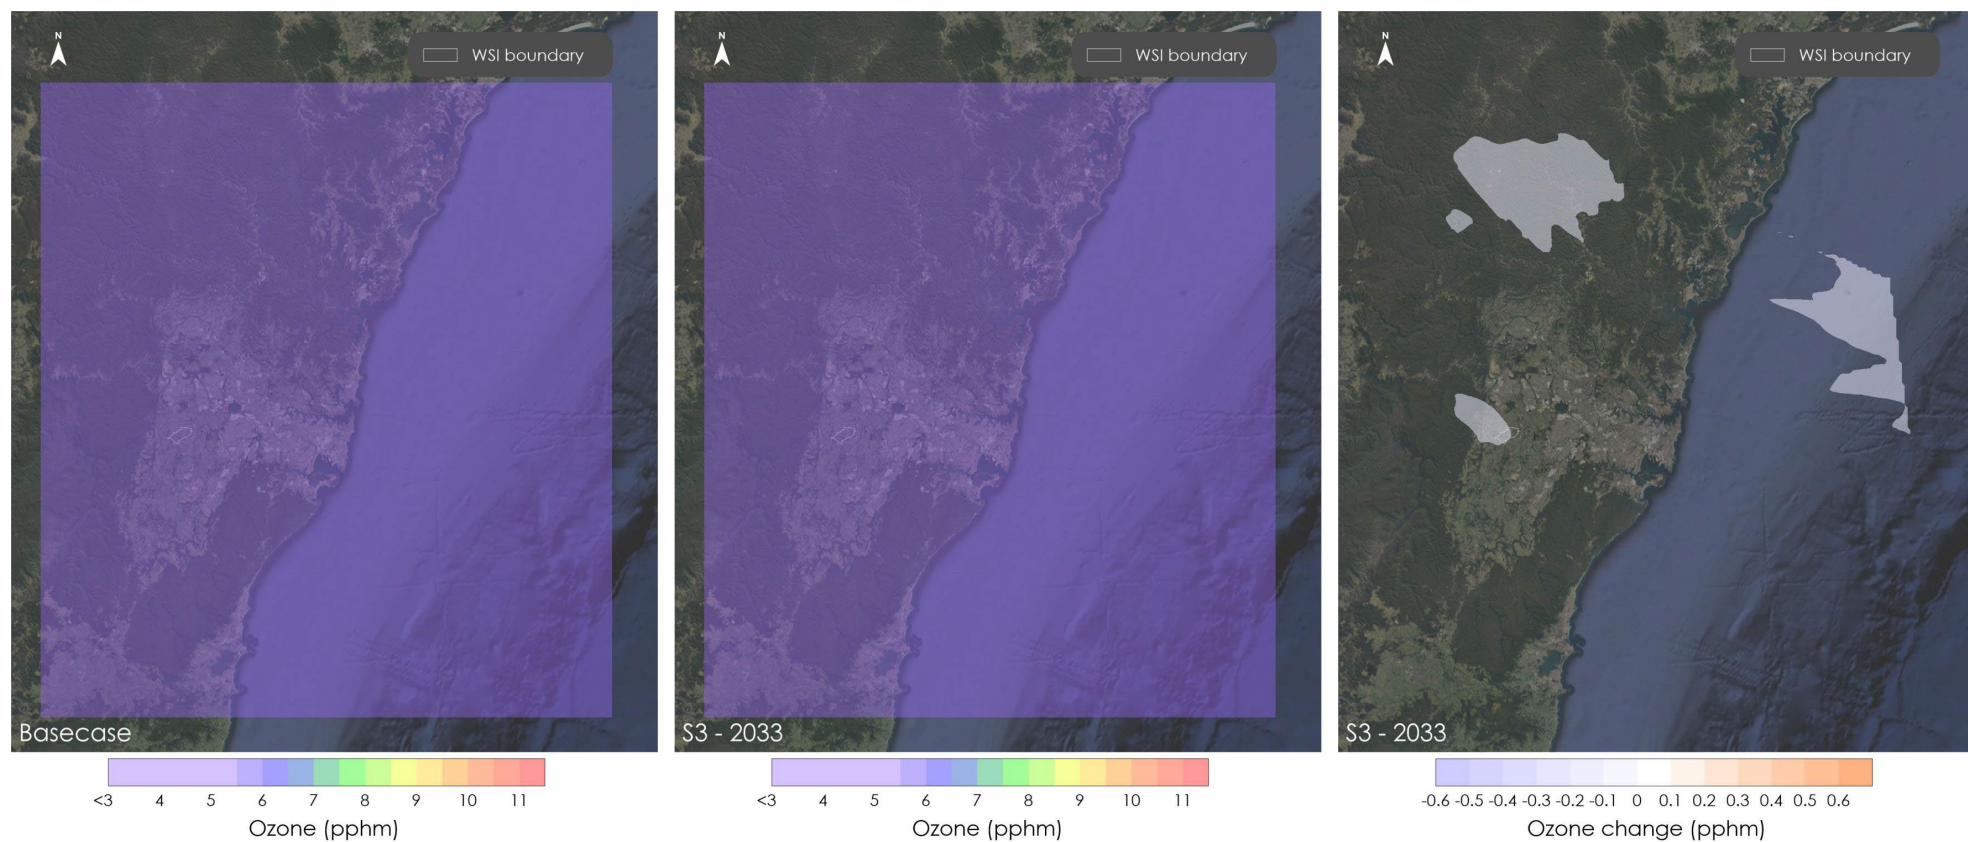 N
WSI boundary
Basecase
<3 4 5 6 7 8 9 10 11
Ozone (pphm)
N
WSI boundary
S3 - 2033
<3 4 5 6 7 8 9 10 11
Ozone (pphm)
N
WSI boundary
S3 - 2033
-0.6 -0.5 -0.4 -0.3 -0.2 -0.1 0 0.1 0.2 0.3 0.4 0.5 0.6
Ozone change (pphm)